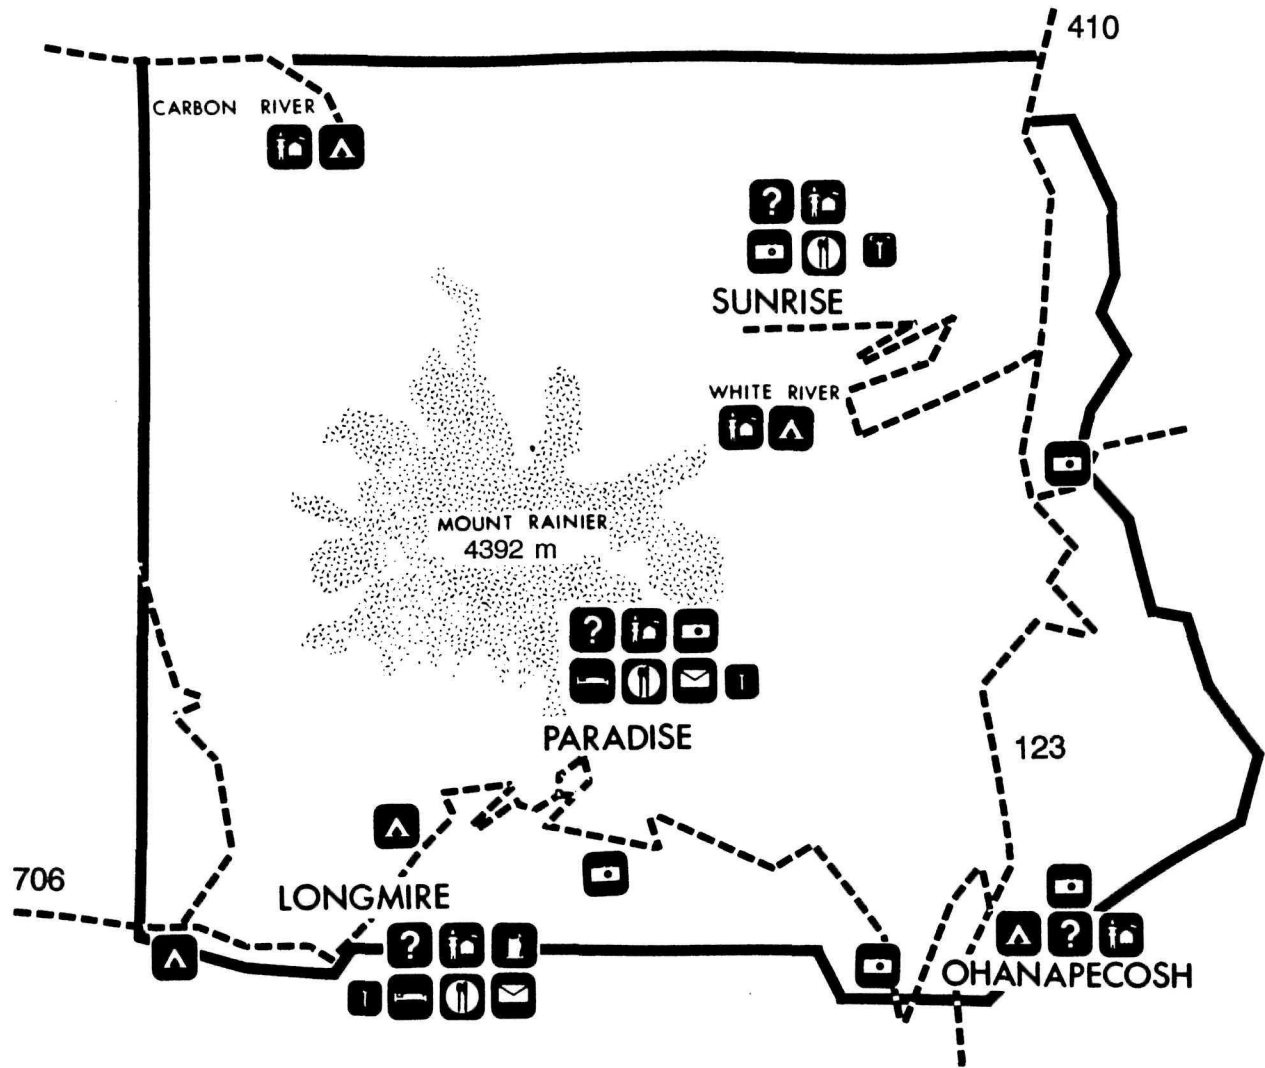 410
CARBON RIVER
?
SUNRISE
WHITE RIVER
MOUNT RAINIER
4392 m
?
PARADISE
123
706
LONGMIRE
?
?
OHANAPECOSH